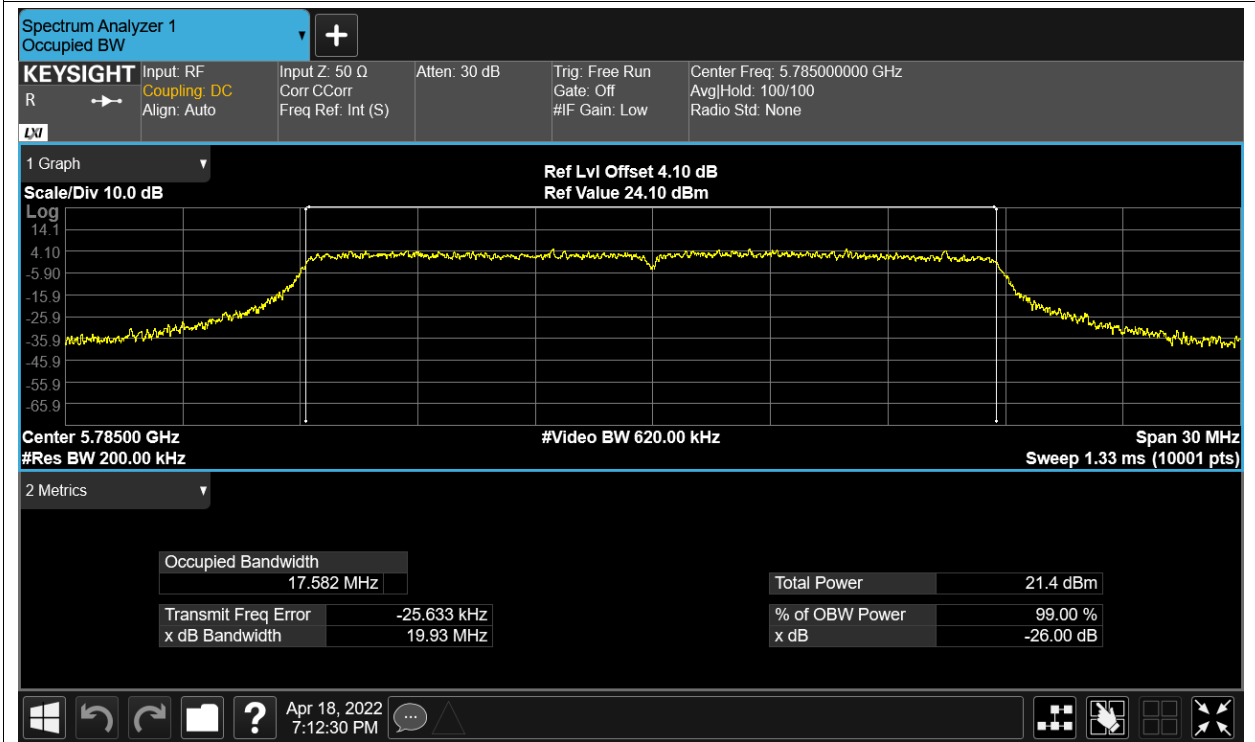 Spectrum Analyzer 1
Occupied BW
KEYSIGHT Input: RF Input Z: 50 Ω Atten: 30 dB Trig: Free Run Center Freq: 5.785000000 GHz
R Coupling: DC Corr CCorr Gate: Off Avg|Hold: 100/100
Align: Auto Freq Ref: Int (S) #IF Gain: Low Radio Std: None
LXI
1 Graph
Ref Lvl Offset 4.10 dB
Scale/Div 10.0 dB Ref Value 24.10 dBm
Log
14.1
4.10
-5.90
-15.9
-25.9
-35.9
-45.9
-55.9
-65.9
Center 5.78500 GHz #Video BW 620.00 kHz Span 30 MHz
#Res BW 200.00 kHz Sweep 1.33 ms (10001 pts)
2 Metrics
Occupied Bandwidth
17.582 MHz Total Power 21.4 dBm
Transmit Freq Error -25.633 kHz % of OBW Power 99.00 %
x dB Bandwidth 19.93 MHz x dB -26.00 dB
Apr 18, 2022
7:12:30 PM